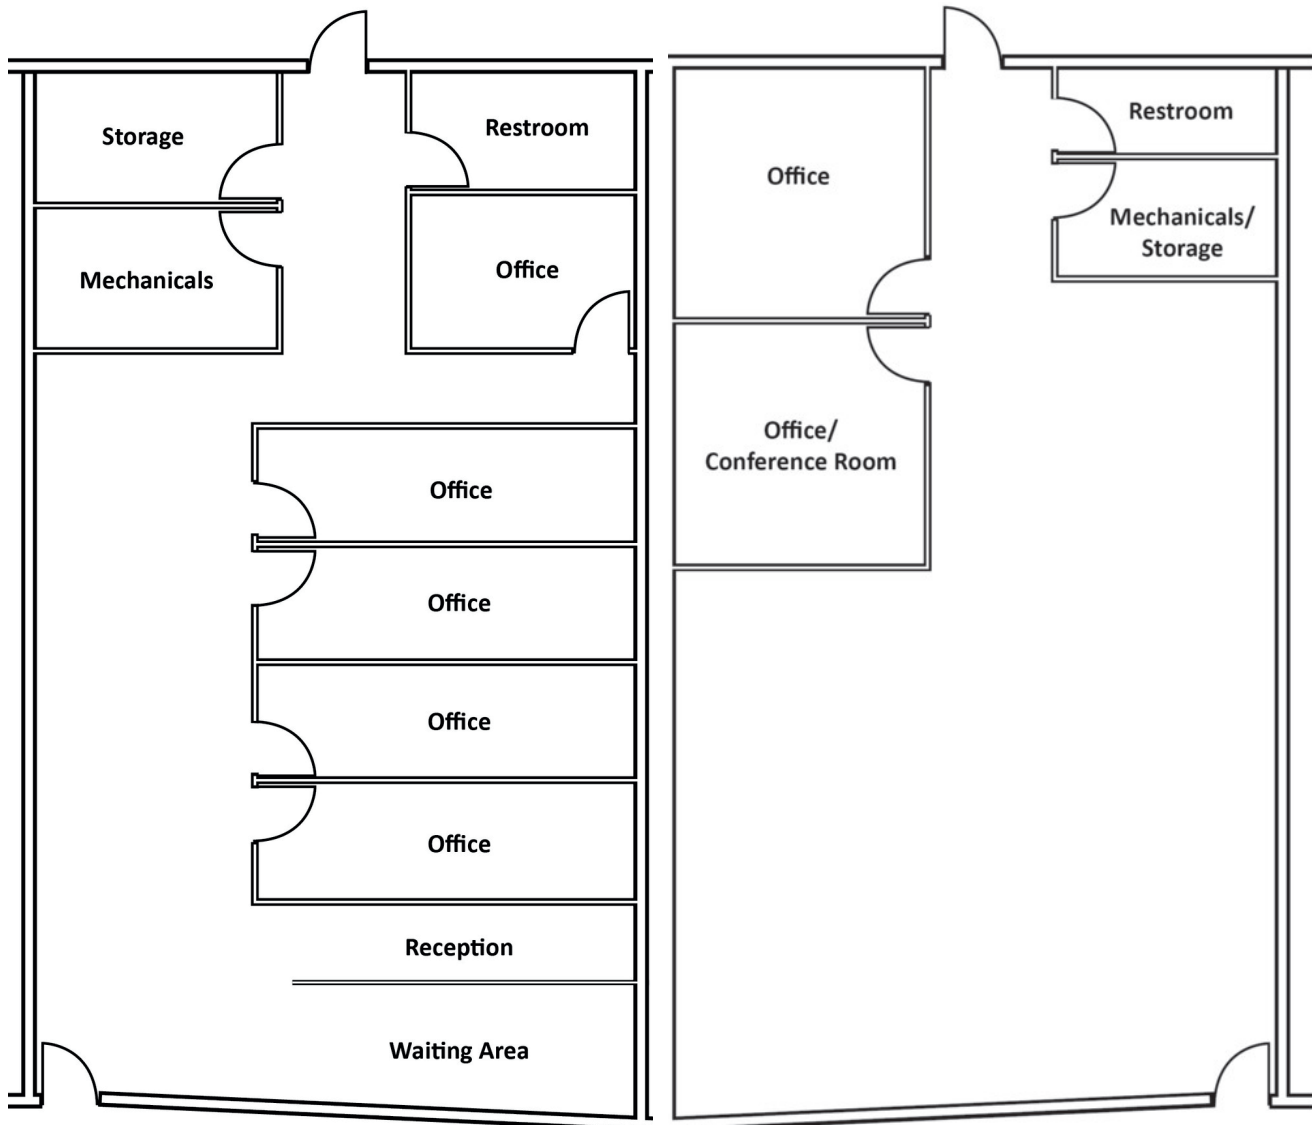 Storage
Restroom
Mechanicals
Office
Office
Office
Office
Office
Reception
Waiting Area
Office
Restroom
Mechanicals/
Storage
Office/
Conference Room